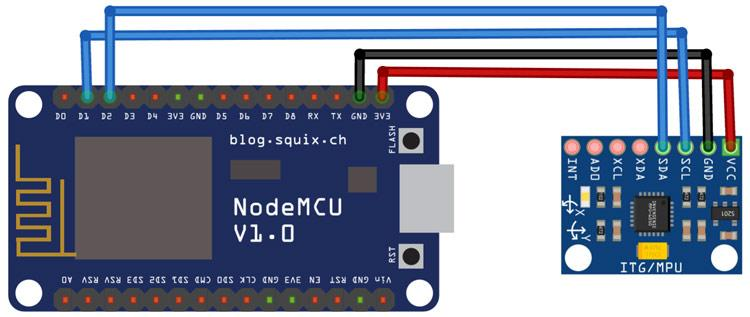 D0 D1 D2 D3 D4 3V3 GND D5 D6 D7 D8 RX TX GND 3V3
blog.squix.ch
FLASH
NodeMCU
V1.0
RST
A0 RSV RSV SD3 SD2 SD1 CMD SD0 CLK GND 3V3 EN RST GND Vin
INT ADO XCL XDA SDA SCL GND VCC
X
Y
S201
ITG/MPU